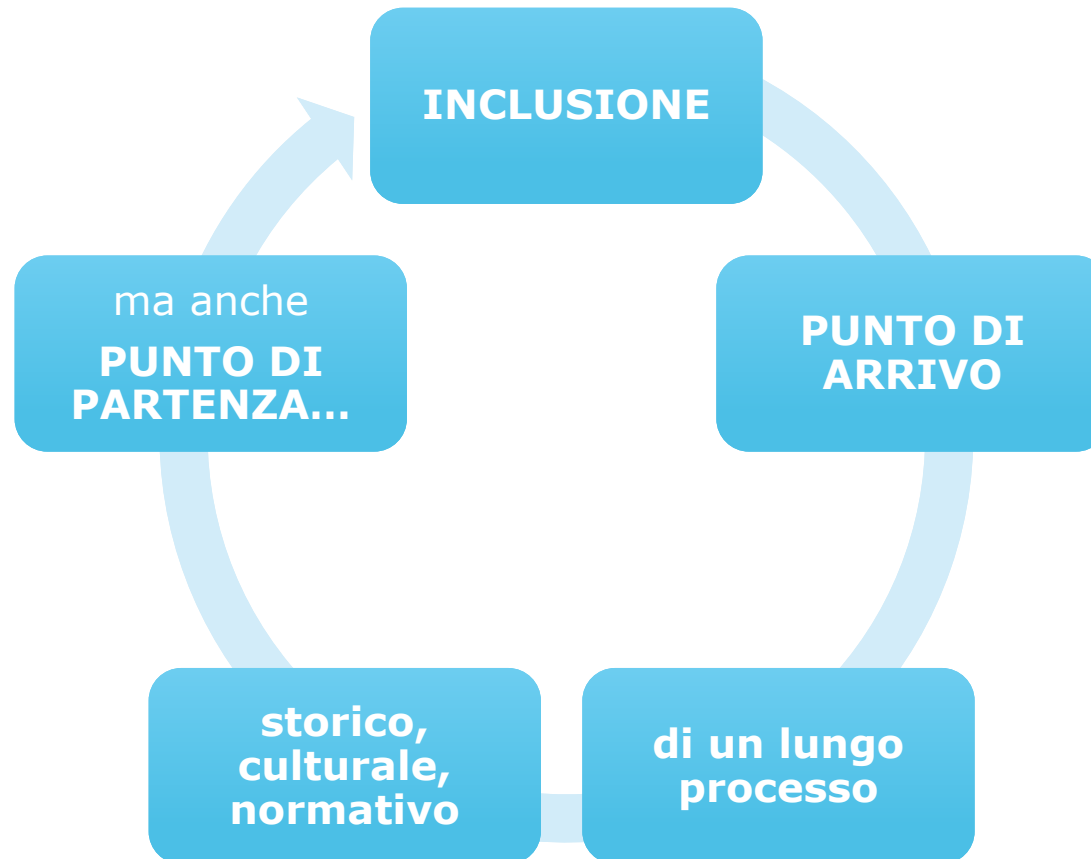 INCLUSIONE
PUNTO DI
ARRIVO
di un lungo
processo
storico,
culturale,
normativo
ma anche
PUNTO DI
PARTENZA...